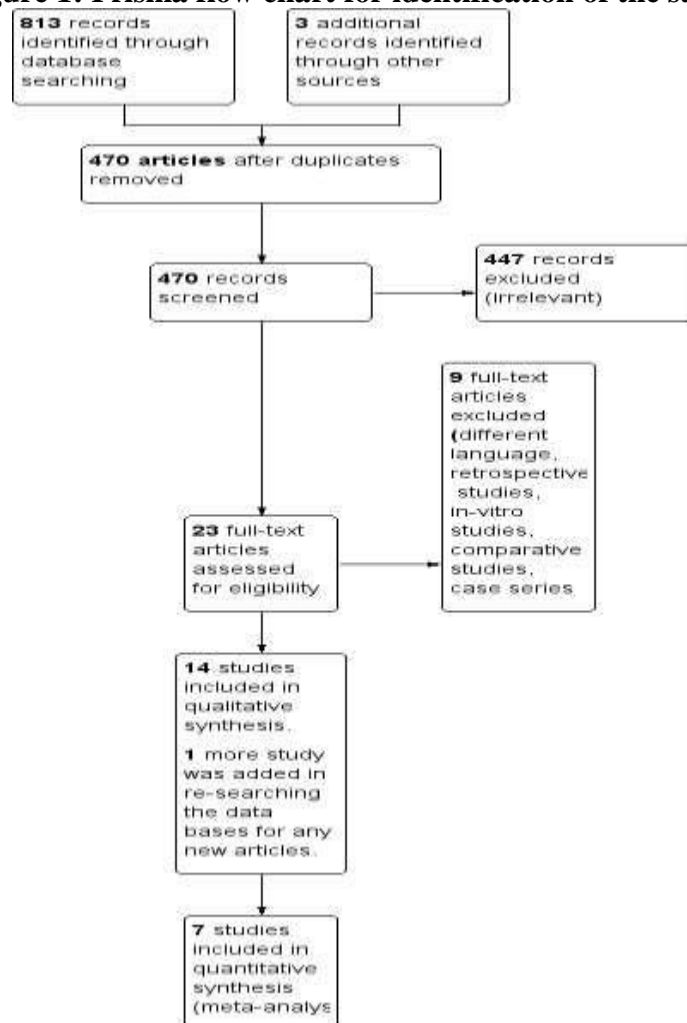 813 records
identified through
database
searching
3 additional
records identified
through other
sources
470 articles after duplicates
removed
470 records
screened
447 records
excluded
(irrelevant)
9 full-text
articles
excluded
(different
language,
retrospective
studies,
in-vitro
studies,
comparative
studies,
case series
23 full-text
articles
assessed
for eligibility
14 studies
included in
qualitative
synthesis.
1 more study
was added in
re-searching
the data
bases for any
new articles.
7 studies
included in
quantitative
synthesis
(meta-analys